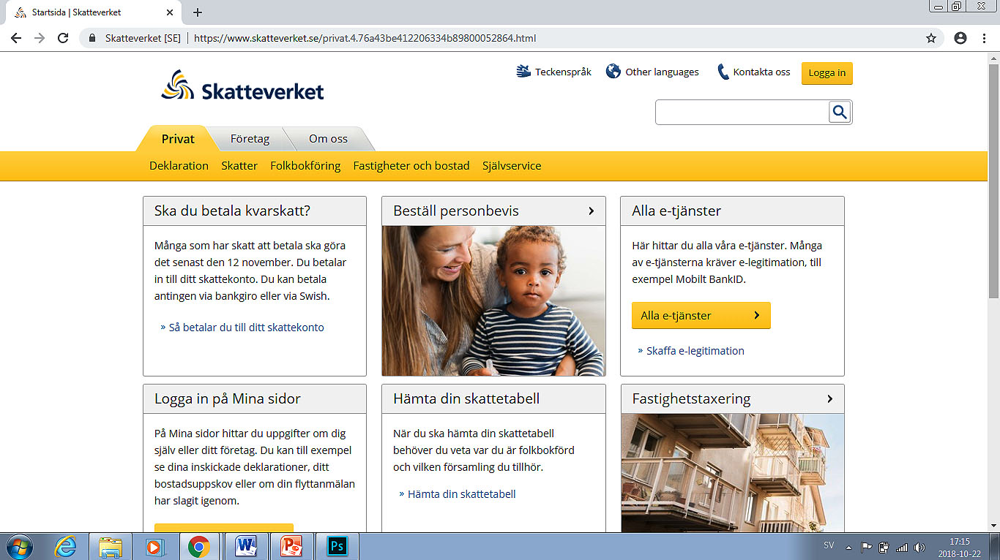 Startsida | Skatteverket
Skatteverket [SE] | https://www.skatteverket.se/privat.4.76a43be412206334b89800052864.html
Teckenspråk Other languages Kontakta oss Logga in
Skatteverket
Privat Företag Om oss
Deklaration Skatter Folkbokföring Fastigheter och bostad Självservice
Ska du betala kvarskatt?
Många som har skatt att betala ska göra
det senast den 12 november. Du betalar
in till ditt skattekonto. Du kan betala
antingen via bankgiro eller via Swish.
» Så betalar du till ditt skattekonto
Beställ personbevis
Alla e-tjänster
Här hittar du alla våra e-tjänster. Många
av e-tjänsterna kräver e-legitimation, till
exempel Mobilt BankID.
Alla e-tjänster
» Skaffa e-legitimation
Logga in på Mina sidor
På Mina sidor hittar du uppgifter om dig
själv eller ditt företag. Du kan till exempel
se dina inskickade deklarationer, ditt
bostadsuppskov eller om din flyttanmälan
har slagit igenom.
Hämta din skattetabell
När du ska hämta din skattetabell
behöver du veta var du är folkbokförd
och vilken församling du tillhör.
» Hämta din skattetabell
Fastighetstaxering
Ps
SV
17:15
2018-10-22